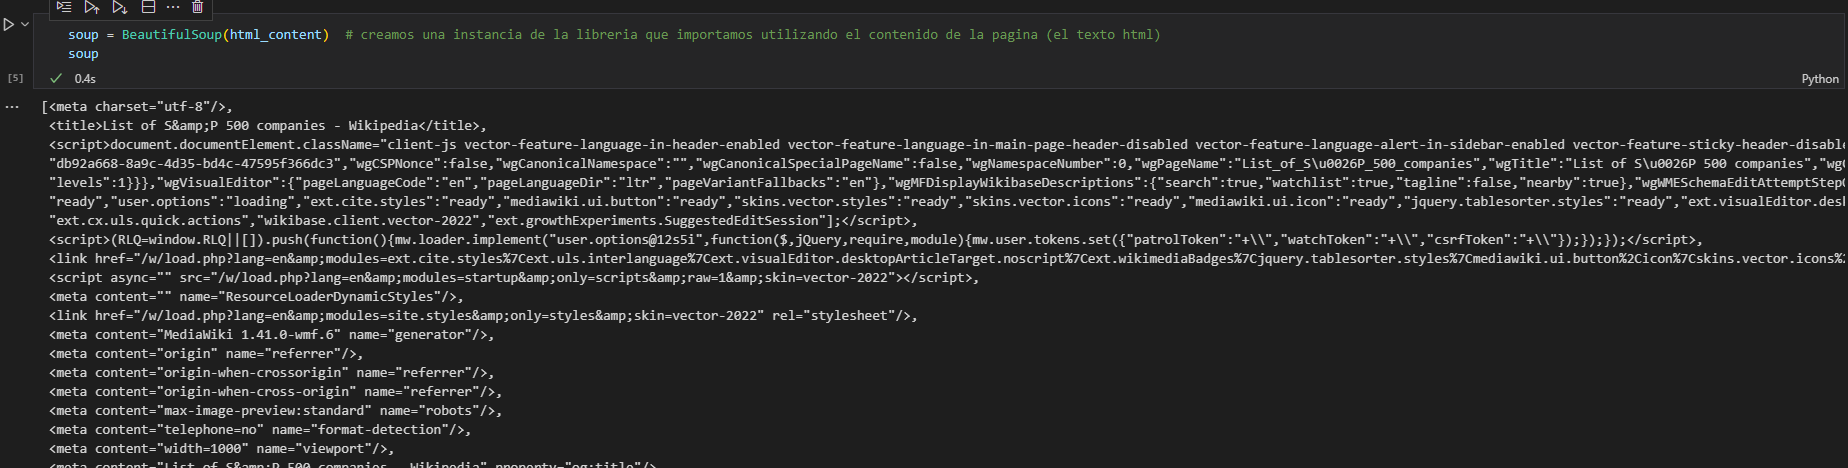 soup = BeautifulSoup(html_content)  # creamos una instancia de la libreria que importamos utilizando el contenido de la pagina (el texto html)
soup
[5]
0.4s
Python
[<meta charset="utf-8"/>,
<title>List of S&amp;P 500 companies - Wikipedia</title>,
<script>document.documentElement.className="client-js vector-feature-language-in-header-enabled vector-feature-language-in-main-page-header-disabled vector-feature-language-alert-in-sidebar-enabled vector-feature-sticky-header-disable
"db92a668-8a9c-4d35-bd4c-47595f366dc3","wgCSPNonce":false,"wgCanonicalNamespace":"","wgCanonicalSpecialPageName":false,"wgNamespaceNumber":0,"wgPageName":"List_of_S\u0026P_500_companies","wgTitle":"List of S\u0026P 500 companies","wg
"levels":1}}},"wgVisualEditor":{"pageLanguageCode":"en","pageLanguageDir":"ltr","pageVariantFallbacks":"en"},"wgMFDisplayWikibaseDescriptions":{"search":true,"watchlist":true,"tagline":false,"nearby":true},"wgWMESchemaEditAttemptStep
"ready","user.options":"loading","ext.cite.styles":"ready","mediawiki.ui.button":"ready","skins.vector.styles":"ready","skins.vector.icons":"ready","mediawiki.ui.icon":"ready","jquery.tablesorter.styles":"ready","ext.visualEditor.des
"ext.cx.uls.quick.actions","wikibase.client.vector-2022","ext.growthExperiments.SuggestedEditSession"];</script>,
<script>(RLQ=window.RLQ||[]).push(function(){mw.loader.implement("user.options@12s5i",function($,jQuery,require,module){mw.user.tokens.set({"patrolToken":"+\\","watchToken":"+\\","csrfToken":"+\\"});});});</script>,
<link href="/w/load.php?lang=en&amp;modules=ext.cite.styles%7Cext.uls.interlanguage%7Cext.visualEditor.desktopArticleTarget.noscript%7Cext.wikimediaBadges%7Cjquery.tablesorter.styles%7Cmediawiki.ui.button%2Cicon%7Cskins.vector.icons%2
<script async="" src="/w/load.php?lang=en&amp;modules=startup&amp;only=scripts&amp;raw=1&amp;skin=vector-2022"></script>,
<meta content="" name="ResourceLoaderDynamicStyles"/>,
<link href="/w/load.php?lang=en&amp;modules=site.styles&amp;only=styles&amp;skin=vector-2022" rel="stylesheet"/>,
<meta content="MediaWiki 1.41.0-wmf.6" name="generator"/>,
<meta content="origin" name="referrer"/>,
<meta content="origin-when-crossorigin" name="referrer"/>,
<meta content="origin-when-cross-origin" name="referrer"/>,
<meta content="max-image-preview:standard" name="robots"/>,
<meta content="telephone=no" name="format-detection"/>,
<meta content="width=1000" name="viewport"/>,
<meta content="List of S&amp;P 500 companies - Wikipedia" property="og:title"/>,